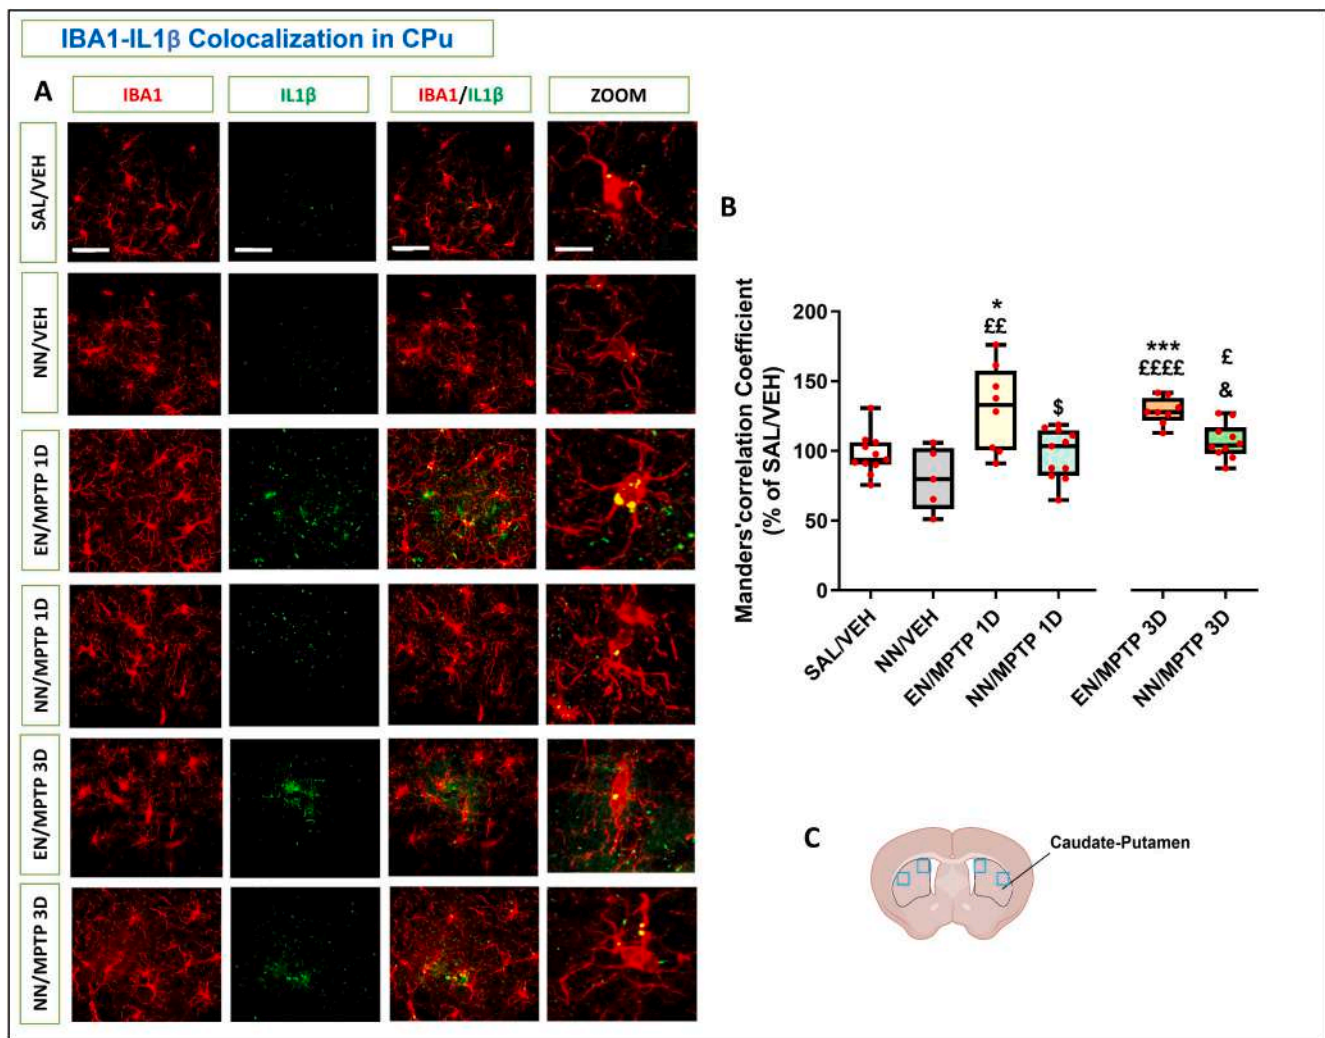 IBA1-IL1β Colocalization in CPu
A
IBA1
IL1β
IBA1/IL1β
ZOOM
SAL/VEH
NN/VEH
EN/MPTP 1D
NN/MPTP 1D
EN/MPTP 3D
NN/MPTP 3D
B
Manders'correlation Coefficient
(% of SAL/VEH)
200
150
100
50
0
*
££
$
***
££££
£
&
SAL/VEH
NN/VEH
EN/MPTP 1D
NN/MPTP 1D
EN/MPTP 3D
NN/MPTP 3D
C
Caudate-Putamen